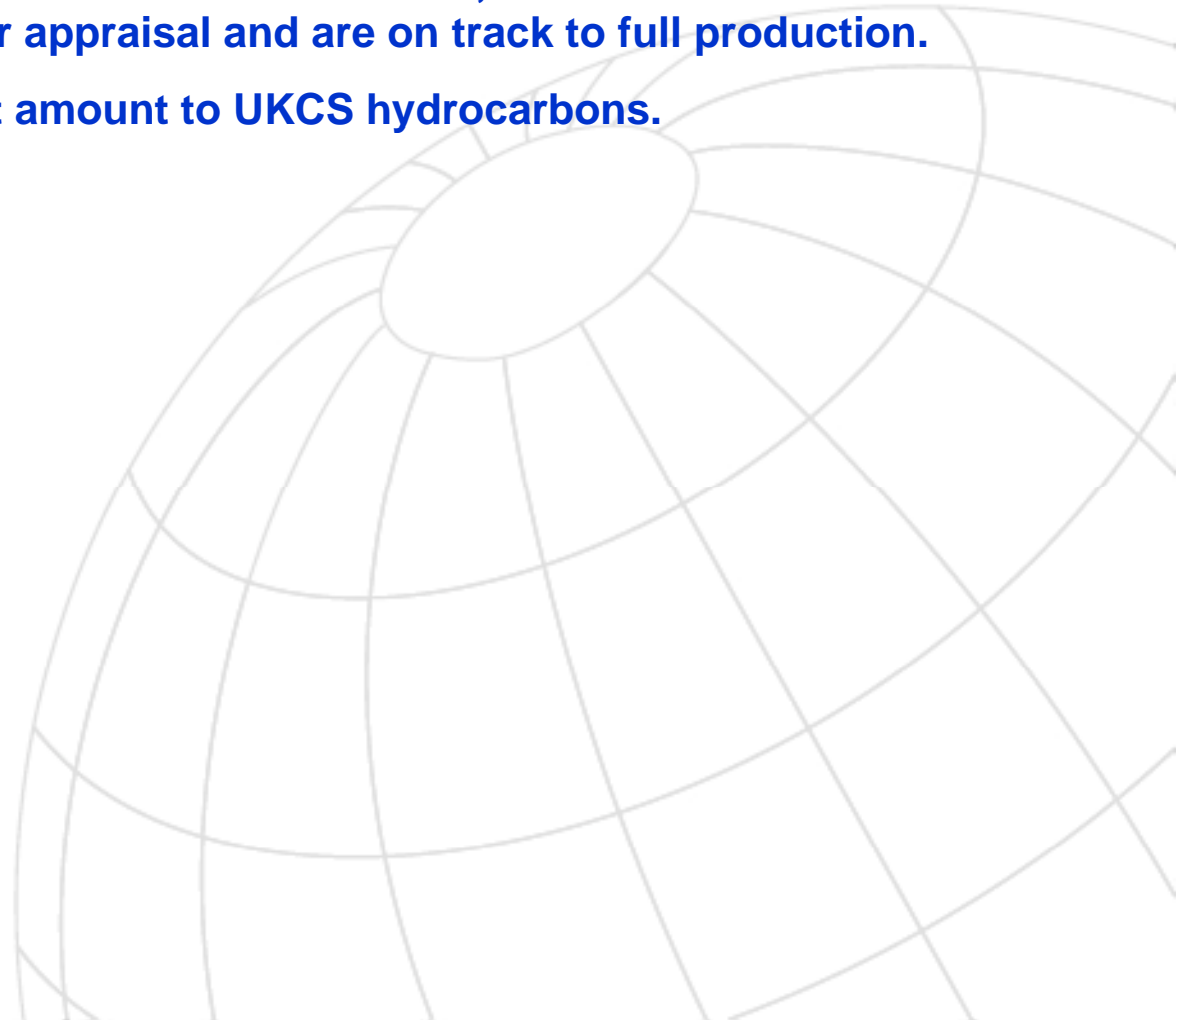 appraisal and are on track to full production.
amount to UKCS hydrocarbons.